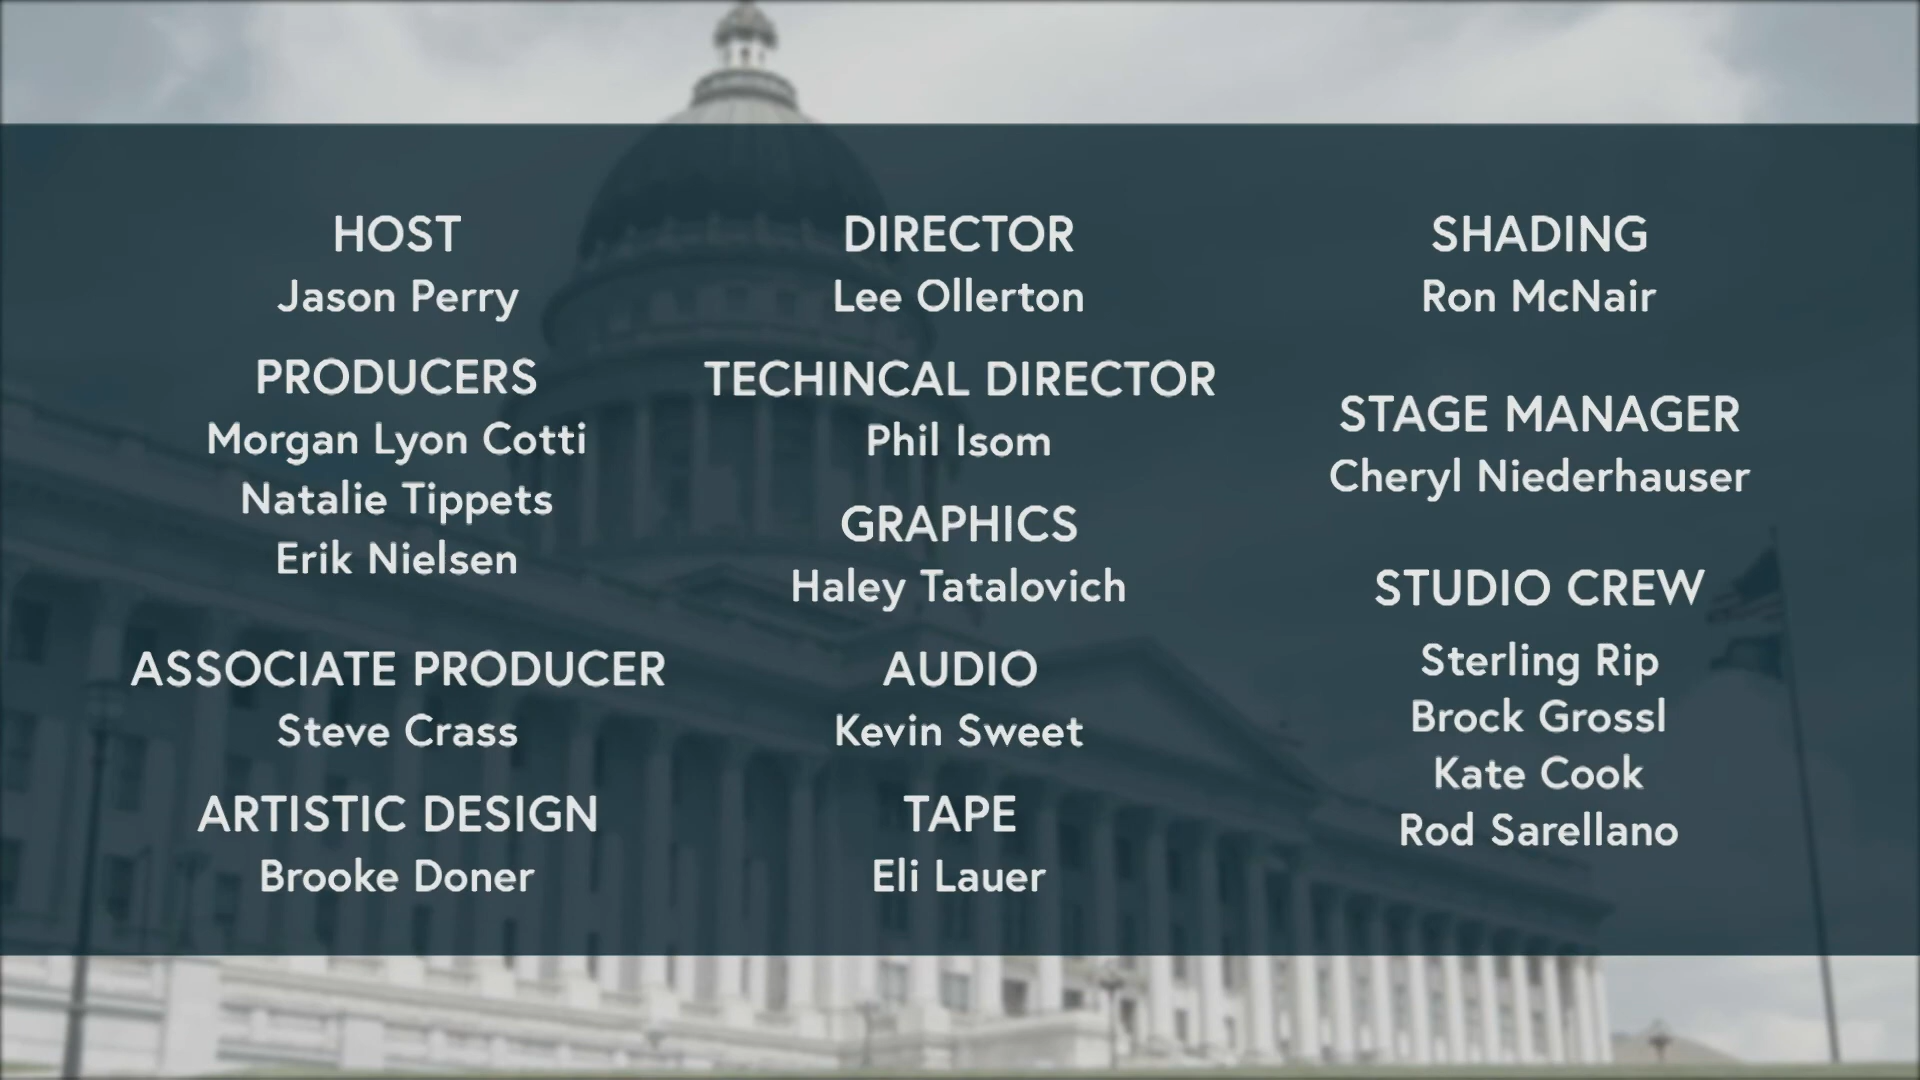 HOST
Jason Perry
PRODUCERS
Morgan Lyon Cotti
Natalie Tippets
Erik Nielsen
ASSOCIATE PRODUCER
Steve Crass
ARTISTIC DESIGN
Brooke Doner
DIRECTOR
Lee Ollerton
TECHINCAL DIRECTOR
Phil Isom
GRAPHICS
Haley Tatalovich
AUDIO
Kevin Sweet
TAPE
Eli Lauer
SHADING
Ron McNair
STAGE MANAGER
Cheryl Niederhauser
STUDIO CREW
Sterling Rip
Brock Grossl
Kate Cook
Rod Sarellano